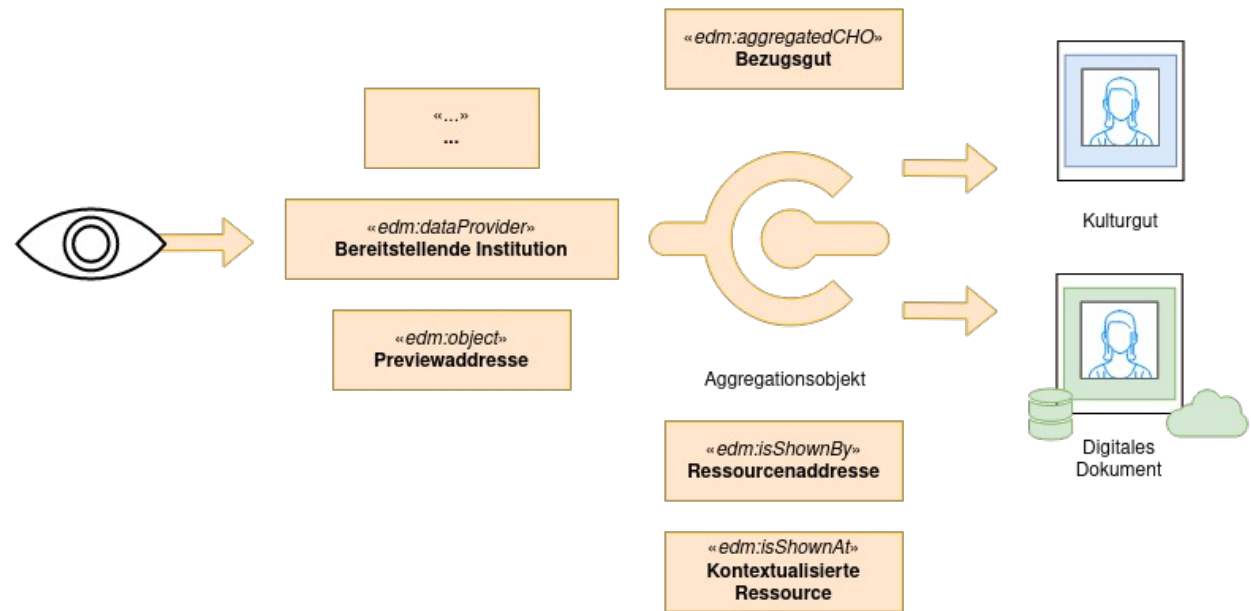 «...»
...
«edm:dataProvider»
Bereitstellende Institution
«edm:object»
Previewaddresse
«edm:aggregatedCHO»
Bezugsgut
Aggregationsobjekt
«edm:isShownBy»
Ressourcenaddresse
«edm:isShownAt»
Kontextualisierte
Ressource
Kulturgut
Digitales
Dokument